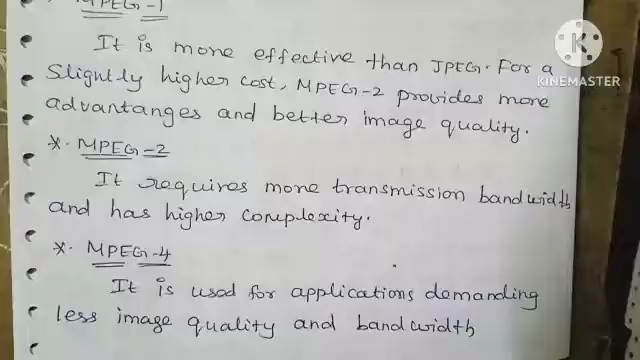 MPEG-1
It is more effective than JPEG. For a
slightly higher cost, MPEG-2 provides more
advantanges and better image quality.
*. MPEG-2
It requires more transmission bandwidth
and has higher complexity.
*. MPEG-4
It is used for applications demanding
less image quality and bandwidth
K
KINEMASTER